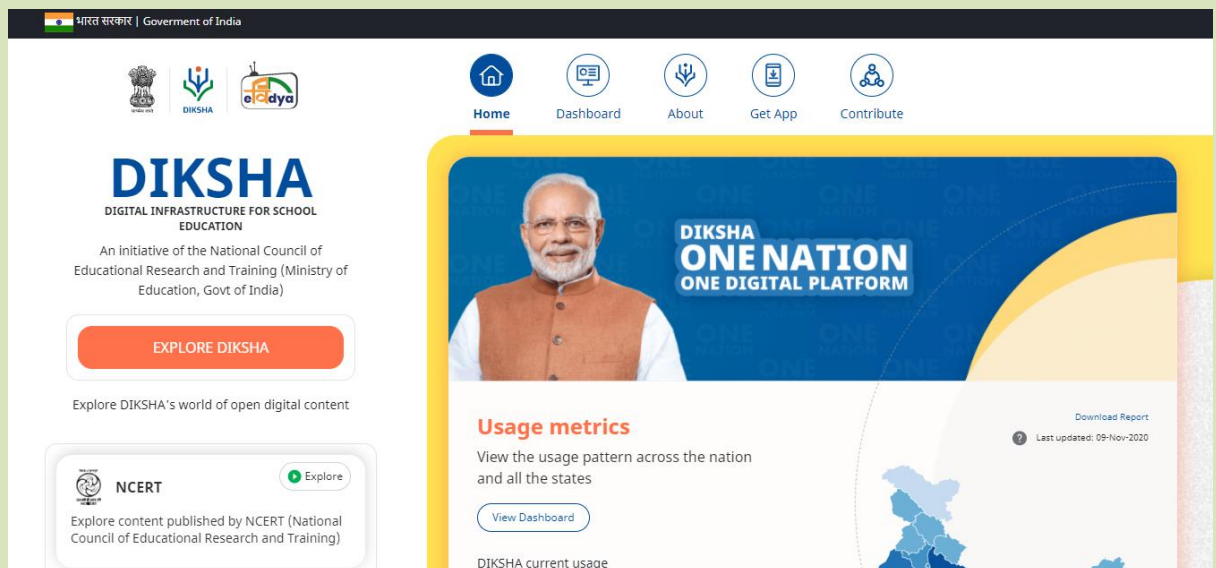 भारत सरकार | Goverment of India
DIKSHA
eविdya
Home
Dashboard
About
Get App
Contribute
DIKSHA
DIGITAL INFRASTRUCTURE FOR SCHOOL
EDUCATION
An initiative of the National Council of
Educational Research and Training (Ministry of
Education, Govt of India)
EXPLORE DIKSHA
Explore DIKSHA's world of open digital content
NCERT
Explore
Explore content published by NCERT (National
Council of Educational Research and Training)
DIKSHA
ONE NATION
ONE DIGITAL PLATFORM
Usage metrics
View the usage pattern across the nation
and all the states
View Dashboard
DIKSHA current usage
Download Report
? Last updated: 09-Nov-2020